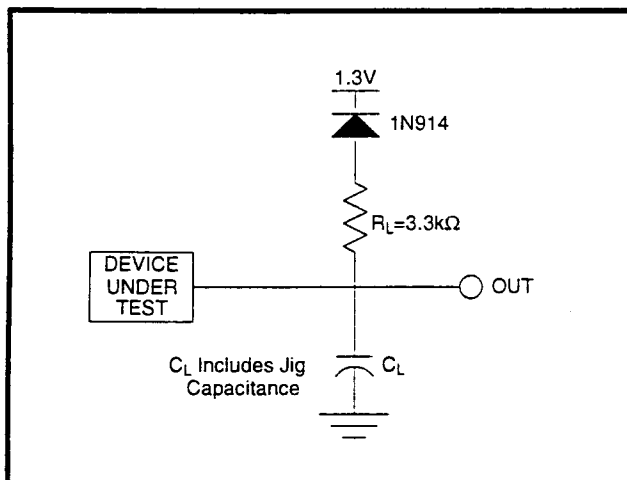 1.3V
1N914
R_L=3.3kΩ
DEVICE
UNDER
TEST
OUT
C_L Includes Jig
Capacitance
C_L